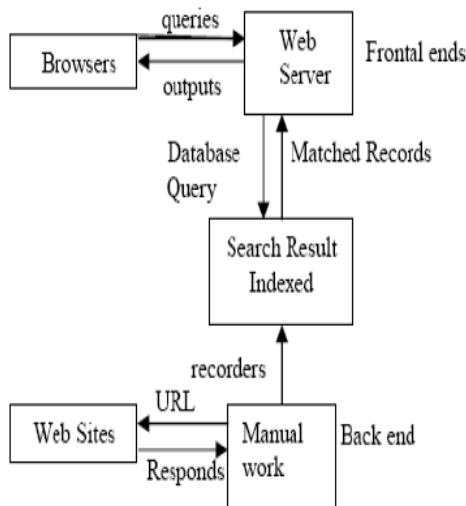 queries
Browsers
outputs
Web
Server
Frontal ends
Database
Query
Matched Records
Search Result
Indexed
recorders
URL
Web Sites
Responds
Manual
work
Back end